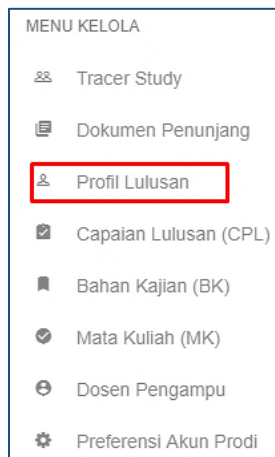 MENU KELOLA
Tracer Study
Dokumen Penunjang
Profil Lulusan
Capaian Lulusan (CPL)
Bahan Kajian (BK)
Mata Kuliah (MK)
Dosen Pengampu
Preferensi Akun Prodi